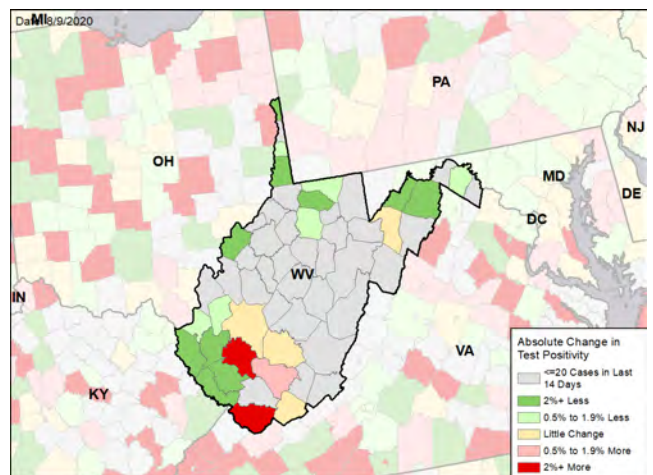 Date: 8/9/2020
MI
PA
NJ
OH
MD
DE
DC
WV
IN
VA
KY
Absolute Change in
Test Positivity
<=20 Cases in Last
14 Days
2%+ Less
0.5% to 1.9% Less
Little Change
0.5% to 1.9% More
2%+ More